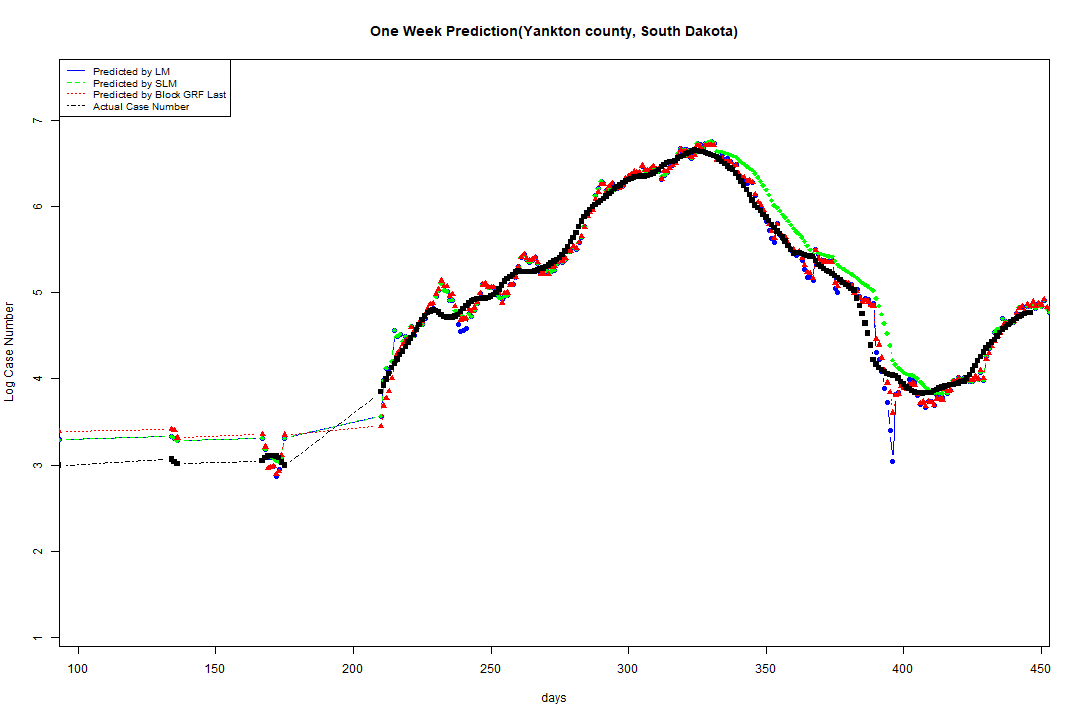 One Week Prediction(Yankton county, South Dakota)
Predicted by LM
Predicted by SLM
Predicted by Block GRF Last
Actual Case Number
7
6
5
4
3
2
1
Log Case Number
100 150 200 250 300 350 400 450
days